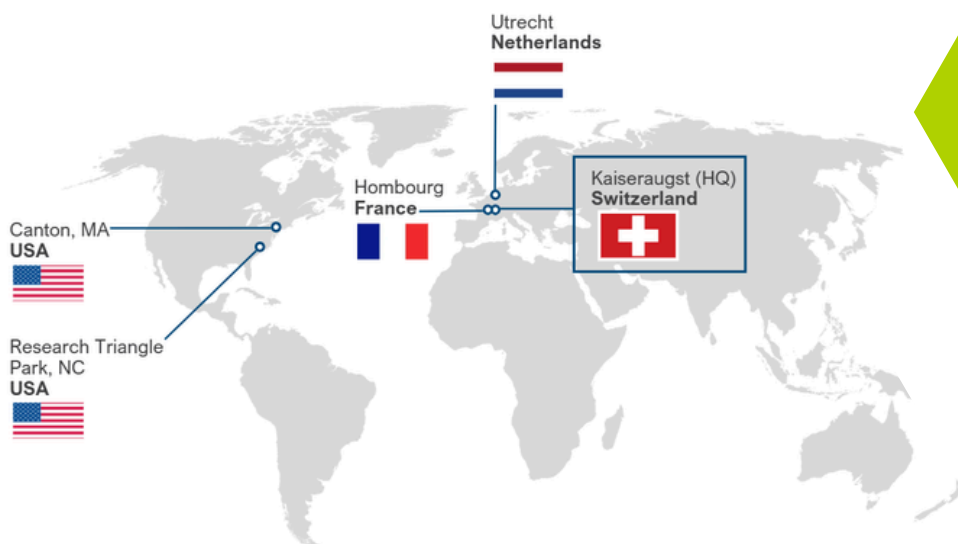 Utrecht
Netherlands
Kaiseraugst (HQ)
Switzerland
Hombourg
France
Canton, MA
USA
Research Triangle
Park, NC
USA